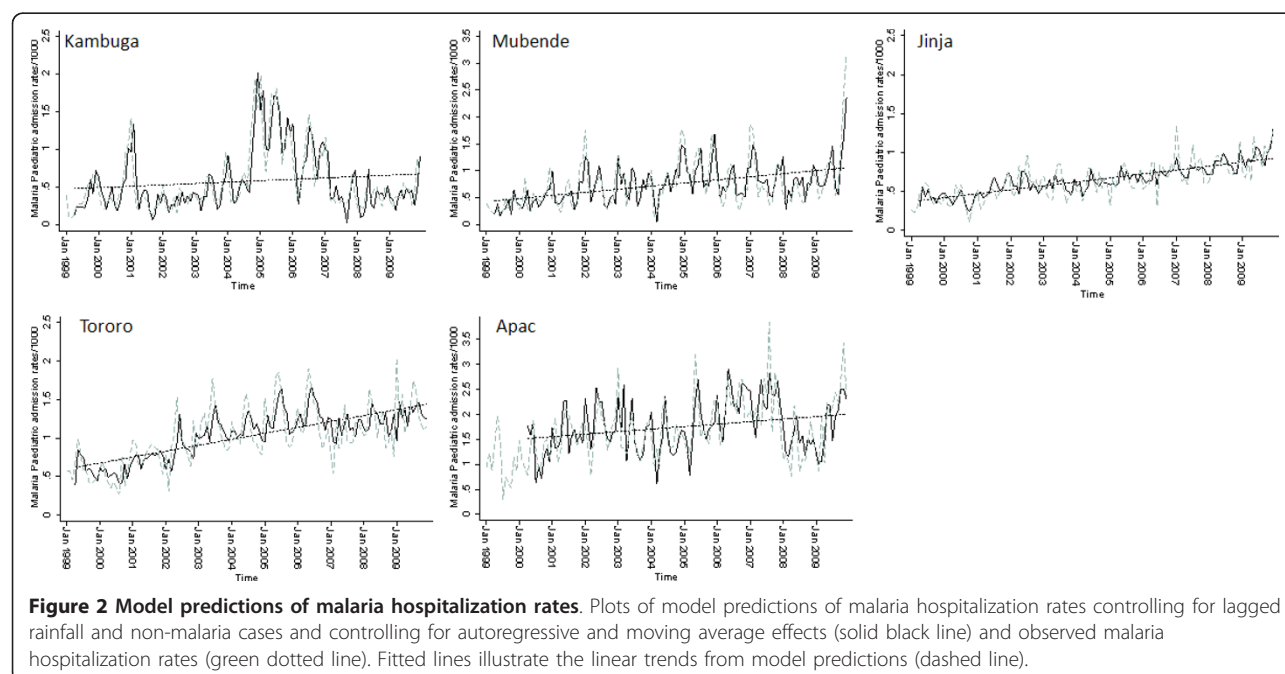 Kambuga
Malaria Paediatric admission rates/1000
0 .5 1 1.5 2 2.5
Jan 1999 Jan 2000 Jan 2001 Jan 2002 Jan 2003 Jan 2004 Jan 2005 Jan 2006 Jan 2007 Jan 2008 Jan 2009
Time
Mubende
Malaria Paediatric admission rates/1000
0 .5 1 1.5 2 2.5 3 3.5
Jan 1999 Jan 2000 Jan 2001 Jan 2002 Jan 2003 Jan 2004 Jan 2005 Jan 2006 Jan 2007 Jan 2008 Jan 2009
Time
Jinja
Malaria Paediatric admission rates/1000
0 .5 1 1.5 2 2.5
Jan 1999 Jan 2000 Jan 2001 Jan 2002 Jan 2003 Jan 2004 Jan 2005 Jan 2006 Jan 2007 Jan 2008 Jan 2009
Time
Tororo
Malaria Paediatric admission rates/1000
0 .5 1 1.5 2 2.5
Jan 1999 Jan 2000 Jan 2001 Jan 2002 Jan 2003 Jan 2004 Jan 2005 Jan 2006 Jan 2007 Jan 2008 Jan 2009
Time
Apac
Malaria Paediatric admission rates/1000
0 .5 1 1.5 2 2.5 3 3.5
Jan 1999 Jan 2000 Jan 2001 Jan 2002 Jan 2003 Jan 2004 Jan 2005 Jan 2006 Jan 2007 Jan 2008 Jan 2009
Time
Figure 2 Model predictions of malaria hospitalization rates. Plots of model predictions of malaria hospitalization rates controlling for lagged
rainfall and non-malaria cases and controlling for autoregressive and moving average effects (solid black line) and observed malaria
hospitalization rates (green dotted line). Fitted lines illustrate the linear trends from model predictions (dashed line).